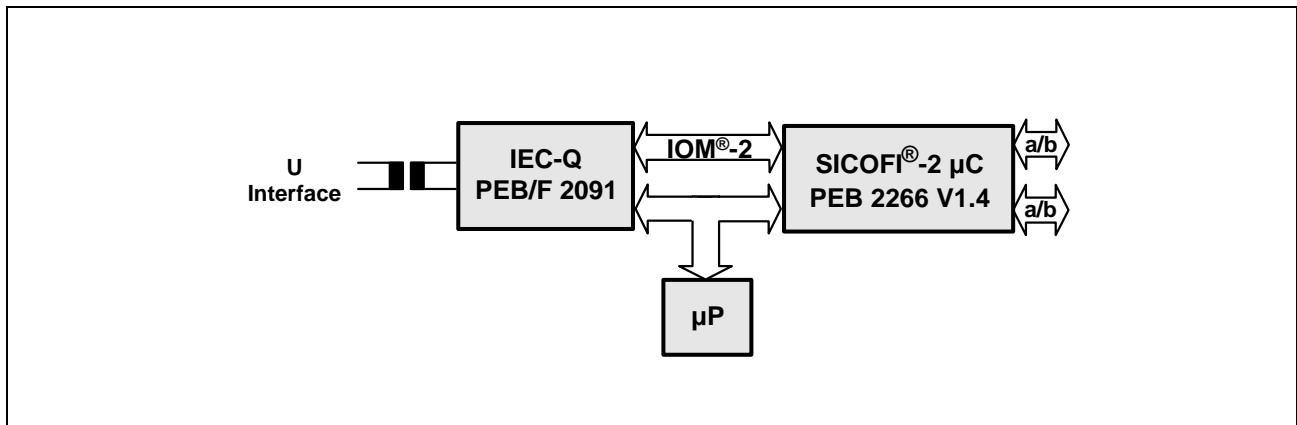 U
Interface
IEC-Q
PEB/F 2091
IOM®-2
SICOFI®-2 µC
PEB 2266 V1.4
a/b
a/b
µP